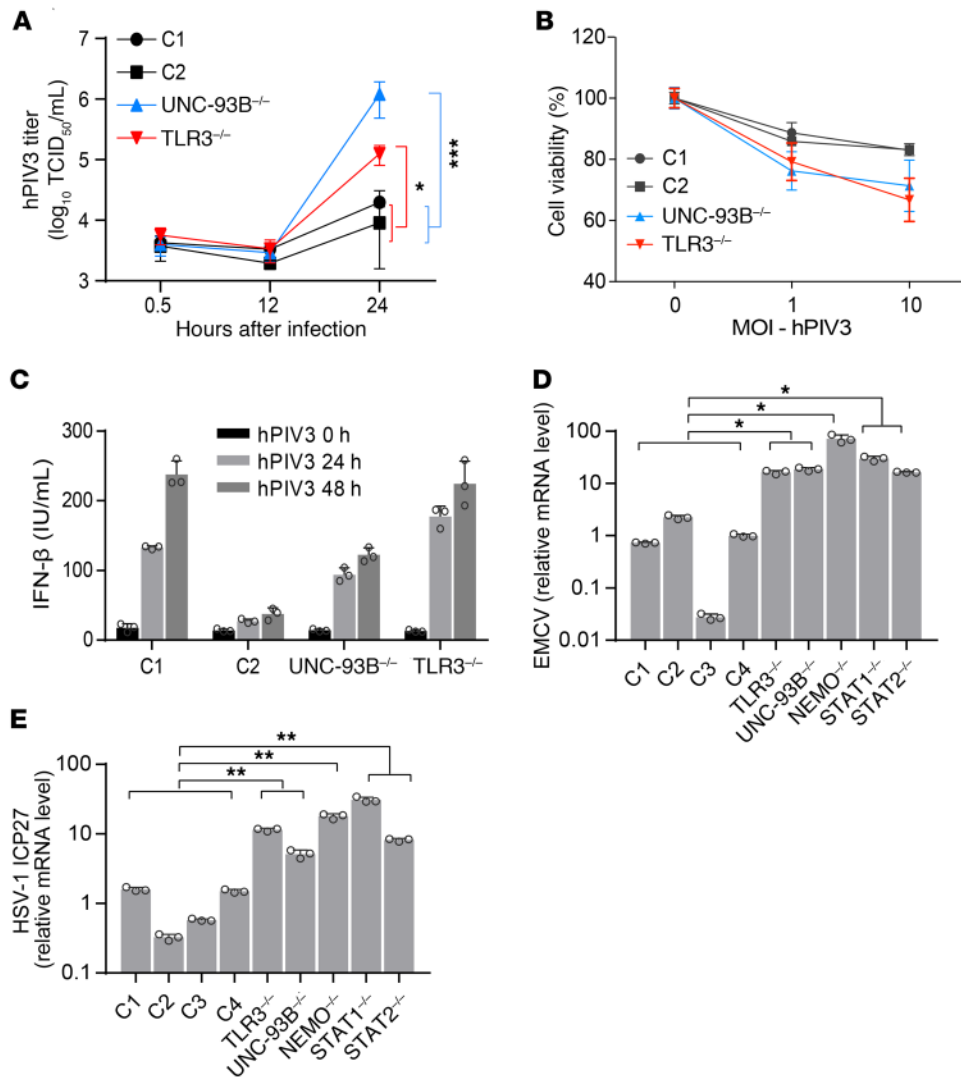 A
C1
C2
UNC-93B–/–
TLR3–/–
hPIV3 titer
(log10 TCID50/mL)
7
6
5
4
3
***
*
0.5
12
24
Hours after infection
B
Cell viability (%)
120
100
80
60
40
C1
C2
UNC-93B–/–
TLR3–/–
0
1
10
MOI - hPIV3
C
IFN-β (IU/mL)
300
200
100
0
hPIV3 0 h
hPIV3 24 h
hPIV3 48 h
C1
C2
UNC-93B–/–
TLR3–/–
D
EMCV (relative mRNA level)
100
10
1
0.1
0.01
*
*
*
C1
C2
C3
C4
TLR3–/–
UNC-93B–/–
NEMO–/–
STAT1–/–
STAT2–/–
E
HSV-1 ICP27
(relative mRNA level)
100
10
1
0.1
**
**
**
C1
C2
C3
C4
TLR3–/–
UNC-93B–/–
NEMO–/–
STAT1–/–
STAT2–/–